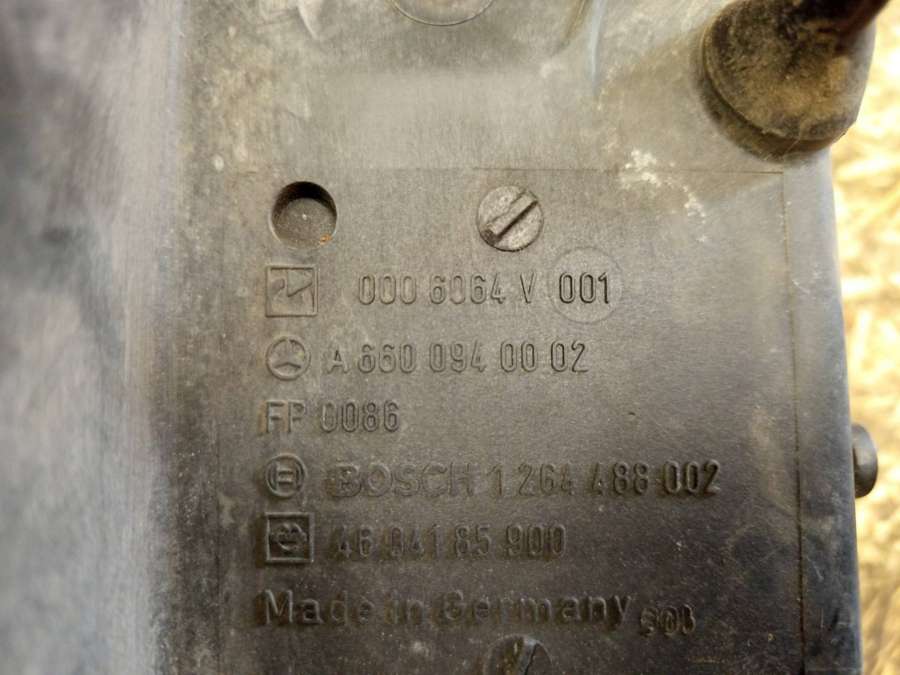 000 6064 V 001
A 660 094 00 02
FP 0086
BOSCH 1 264 488 002
46 041 85 900
Made in Germany